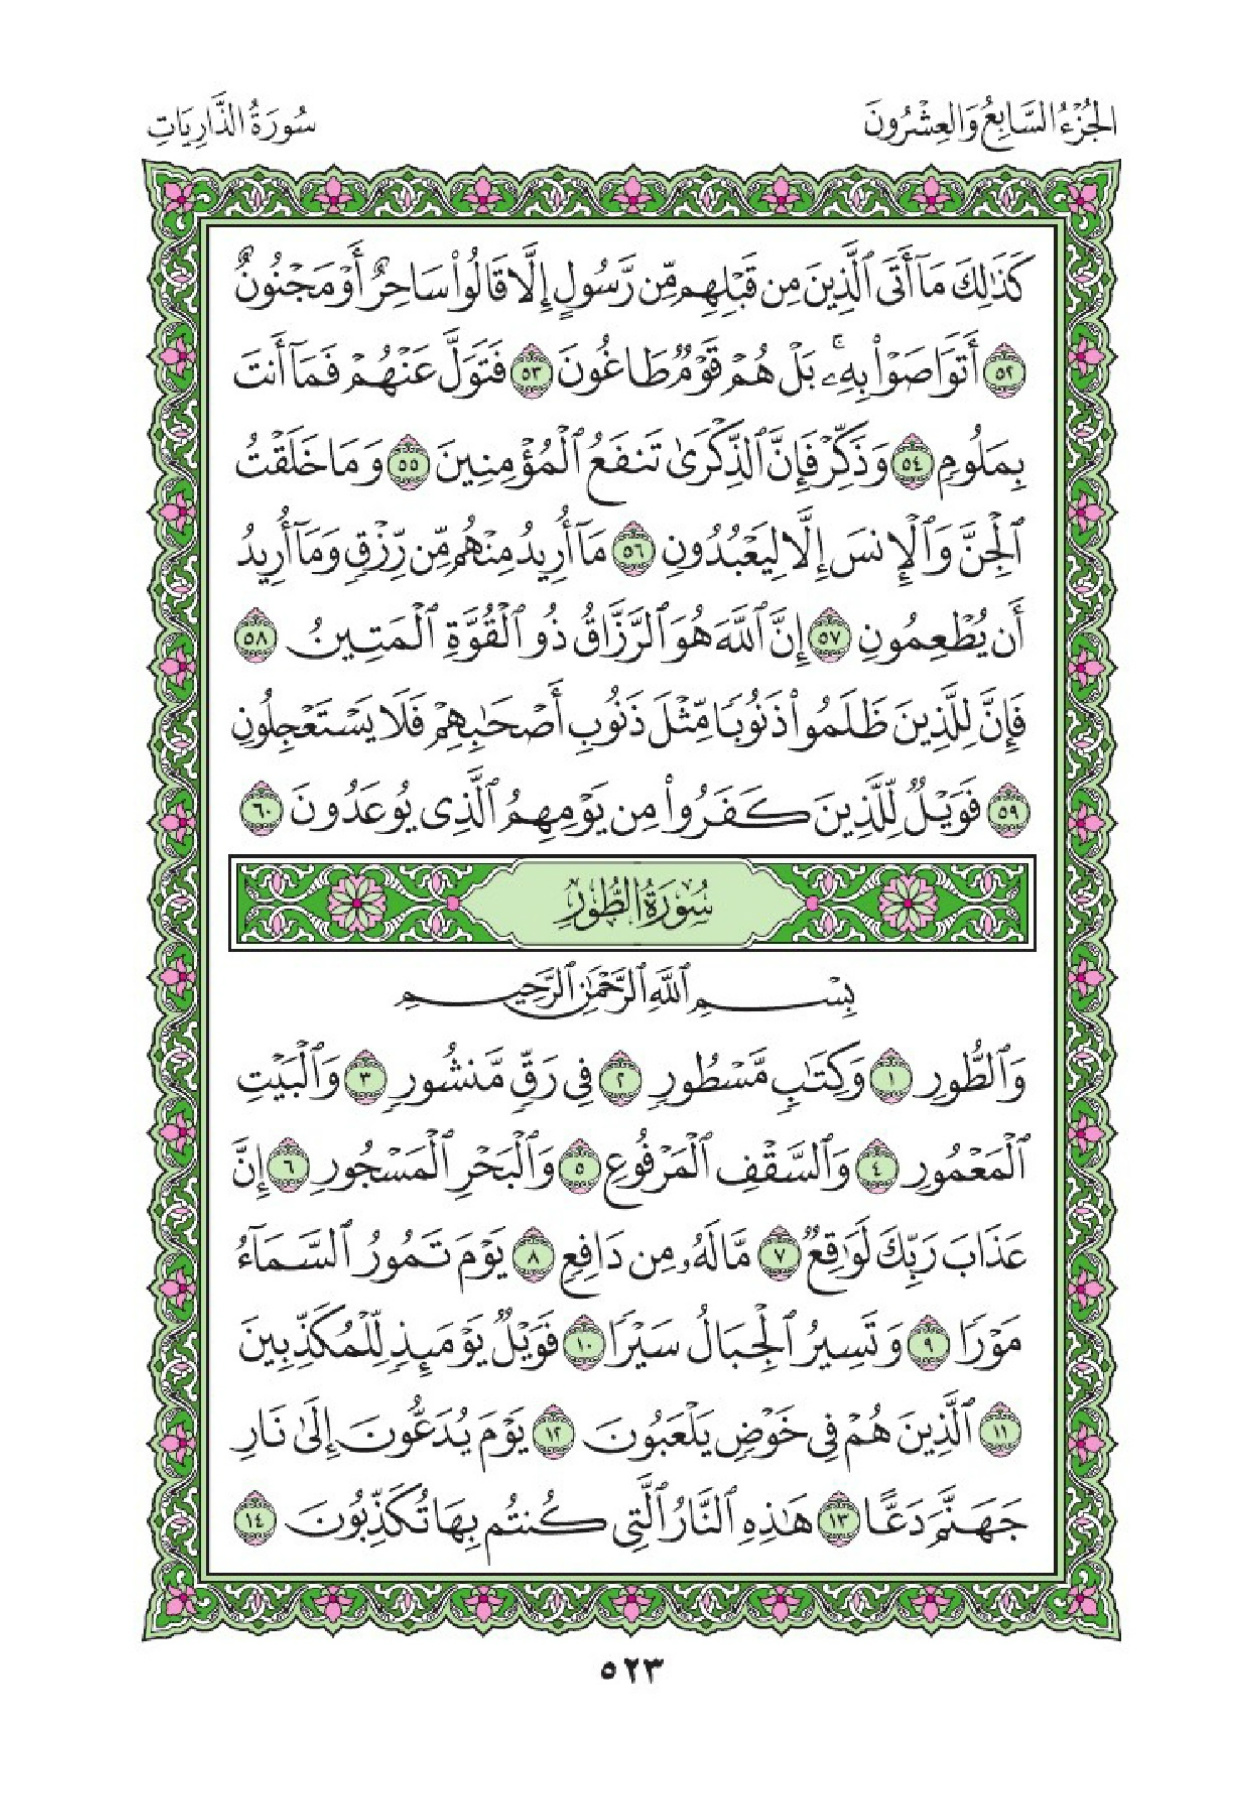 الجُزْءُ السَّابِعُ وَالعِشْرُونَ
سُورَةُ الذَّارِيَاتِ
كَذَٰلِكَ مَآ أَتَى ٱلَّذِينَ مِن قَبْلِهِم مِّن رَّسُولٍ إِلَّا قَالُوا۟ سَاحِرٌ أَوْ مَجْنُونٌ
٥٢ أَتَوَاصَوْا۟ بِهِۦ ۚ بَلْ هُمْ قَوْمٌ طَاغُونَ ٥٣ فَتَوَلَّ عَنْهُمْ فَمَآ أَنتَ
بِمَلُومٍ ٥٤ وَذَكِّرْ فَإِنَّ ٱلذِّكْرَىٰ تَنفَعُ ٱلْمُؤْمِنِينَ ٥٥ وَمَا خَلَقْتُ
ٱلْجِنَّ وَٱلْإِنسَ إِلَّا لِيَعْبُدُونِ ٥٦ مَآ أُرِيدُ مِنْهُم مِّن رِّزْقٍ وَمَآ أُرِيدُ
أَن يُطْعِمُونِ ٥٧ إِنَّ ٱللَّهَ هُوَ ٱلرَّزَّاقُ ذُو ٱلْقُوَّةِ ٱلْمَتِينُ ٥٨
فَإِنَّ لِلَّذِينَ ظَلَمُوا۟ ذَنُوبًا مِّثْلَ ذَنُوبِ أَصْحَٰبِهِمْ فَلَا يَسْتَعْجِلُونِ
٥٩ فَوَيْلٌ لِّلَّذِينَ كَفَرُوا۟ مِن يَوْمِهِمُ ٱلَّذِى يُوعَدُونَ ٦٠
سُورَةُ الطُّورِ
بِسْمِ ٱللَّهِ ٱلرَّحْمَٰنِ ٱلرَّحِيمِ
وَٱلطُّورِ ١ وَكِتَٰبٍ مَّسْطُورٍ ٢ فِى رَقٍّ مَّنشُورٍ ٣ وَٱلْبَيْتِ
ٱلْمَعْمُورِ ٤ وَٱلسَّقْفِ ٱلْمَرْفُوعِ ٥ وَٱلْبَحْرِ ٱلْمَسْجُورِ ٦ إِنَّ
عَذَابَ رَبِّكَ لَوَٰقِعٌ ٧ مَّا لَهُۥ مِن دَافِعٍ ٨ يَوْمَ تَمُورُ ٱلسَّمَآءُ
مَوْرًا ٩ وَتَسِيرُ ٱلْجِبَالُ سَيْرًا ١٠ فَوَيْلٌ يَوْمَئِذٍ لِّلْمُكَذِّبِينَ
١١ ٱلَّذِينَ هُمْ فِى خَوْضٍ يَلْعَبُونَ ١٢ يَوْمَ يُدَعُّونَ إِلَىٰ نَارِ
جَهَنَّمَ دَعًّا ١٣ هَٰذِهِ ٱلنَّارُ ٱلَّتِى كُنتُم بِهَا تُكَذِّبُونَ ١٤
٥٢٣